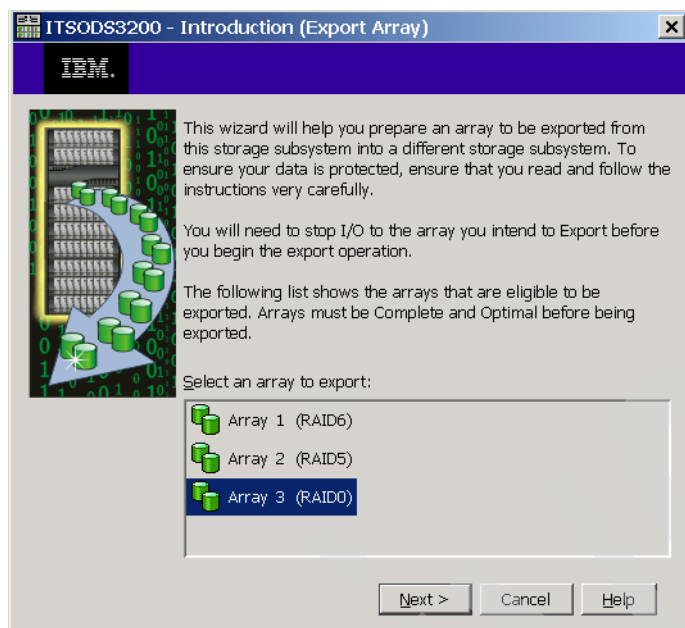 ITSODS3200 - Introduction (Export Array)
IBM.
This wizard will help you prepare an array to be exported from
this storage subsystem into a different storage subsystem. To
ensure your data is protected, ensure that you read and follow the
instructions very carefully.
You will need to stop I/O to the array you intend to Export before
you begin the export operation.
The following list shows the arrays that are eligible to be
exported. Arrays must be Complete and Optimal before being
exported.
Select an array to export:
Array 1 (RAID6)
Array 2 (RAID5)
Array 3 (RAID0)
Next >
Cancel
Help